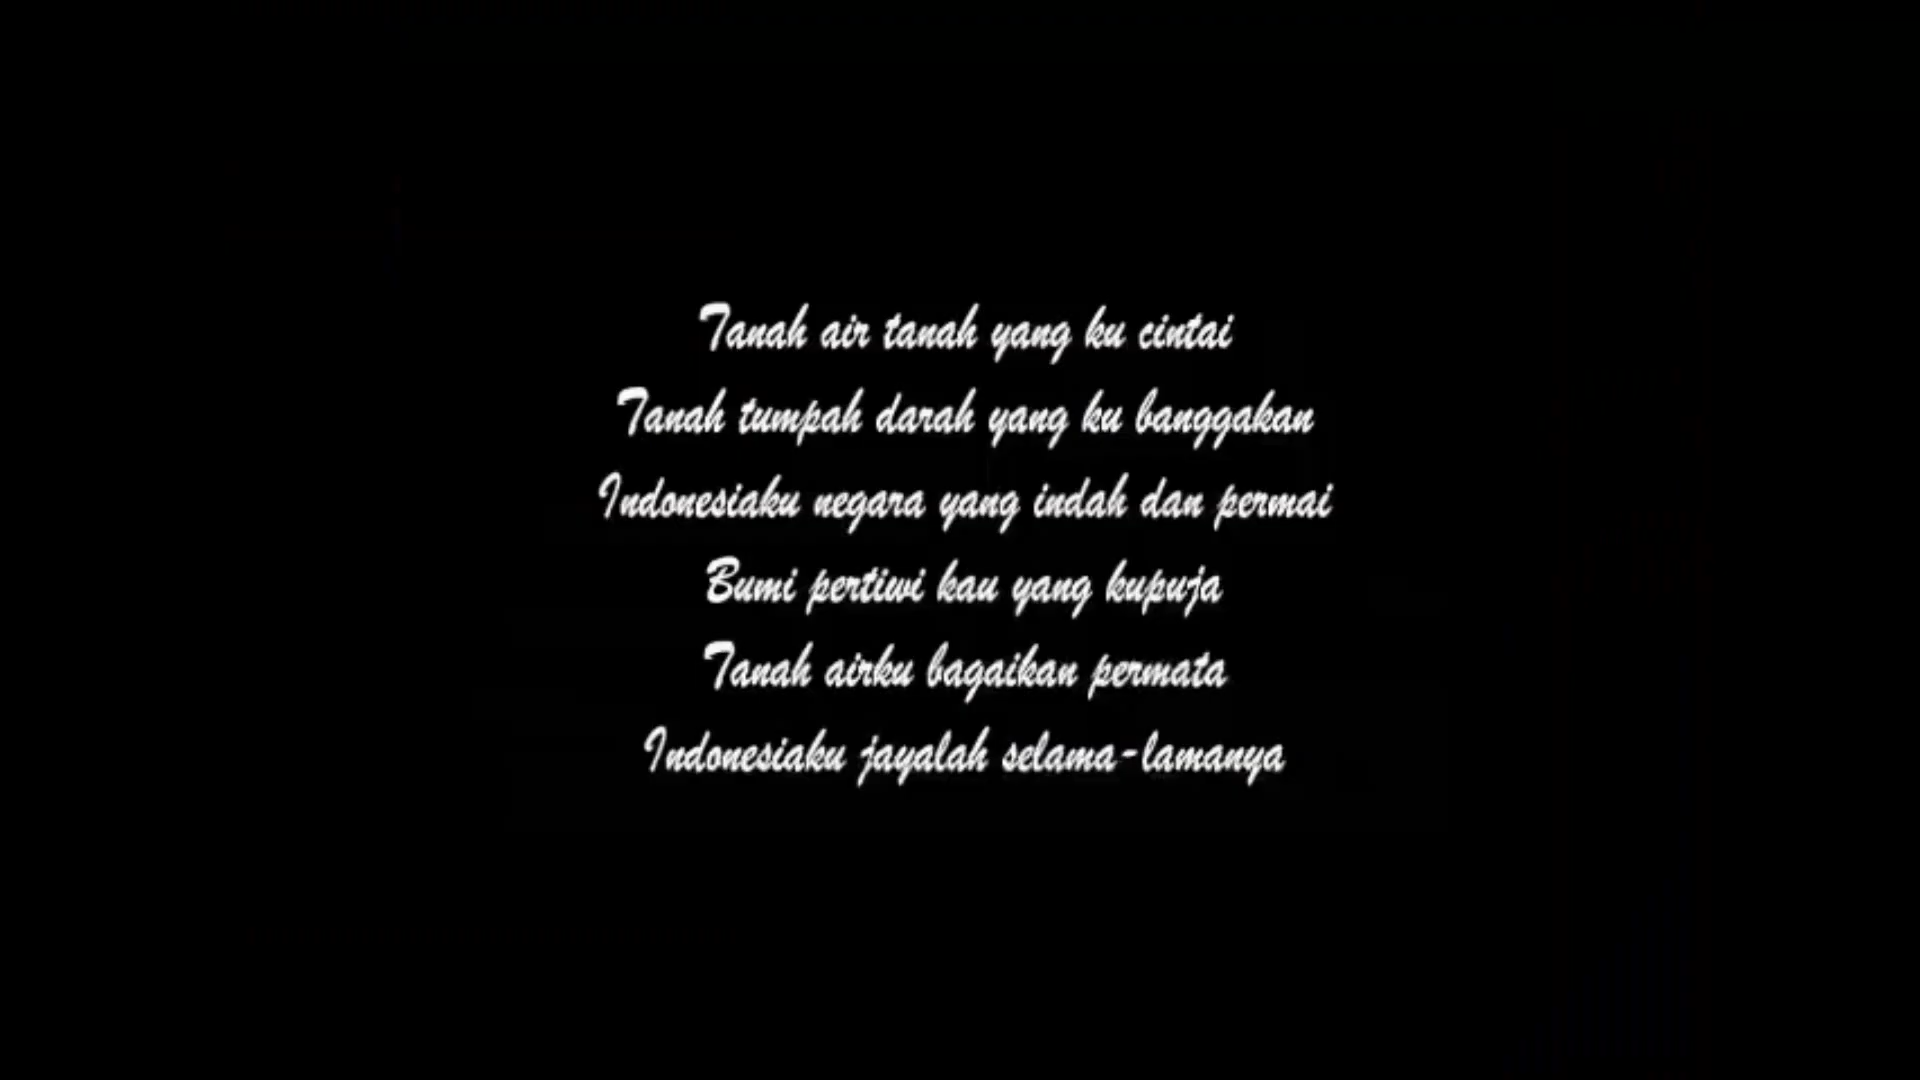 Tanah air tanah yang ku cintai
Tanah tumpah darah yang ku banggakan
Indonesiaku negara yang indah dan permai
Bumi pertiwi kau yang kupuja
Tanah airku bagaikan permata
Indonesiaku jayalah selama-lamanya